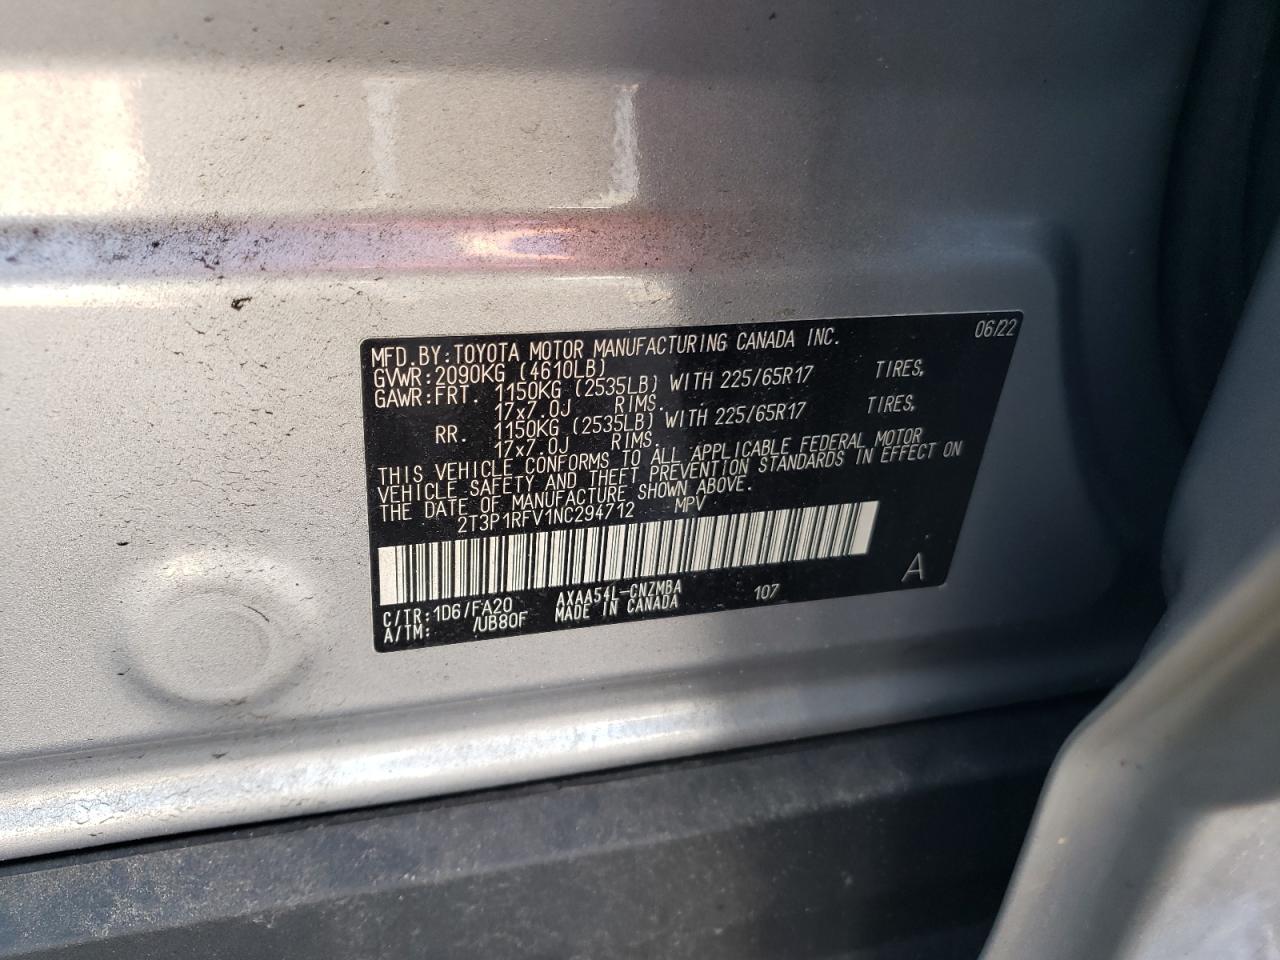 06/22
MFD.BY:TOYOTA MOTOR MANUFACTURING CANADA INC.
GVWR:2090KG (4610LB)
GAWR:FRT. 1150KG (2535LB) WITH 225/65R17 TIRES,
17x7.0J RIMS.
RR. 1150KG (2535LB) WITH 225/65R17 TIRES,
17x7.0J RIMS.
THIS VEHICLE CONFORMS TO ALL APPLICABLE FEDERAL MOTOR
VEHICLE SAFETY AND THEFT PREVENTION STANDARDS IN EFFECT ON
THE DATE OF MANUFACTURE SHOWN ABOVE.
2T3P1RFV1NC294712 MPV
A
C/TR:1D6/FA20 AXAA54L-CNZMBA 107
A/TM: /UB80F MADE IN CANADA